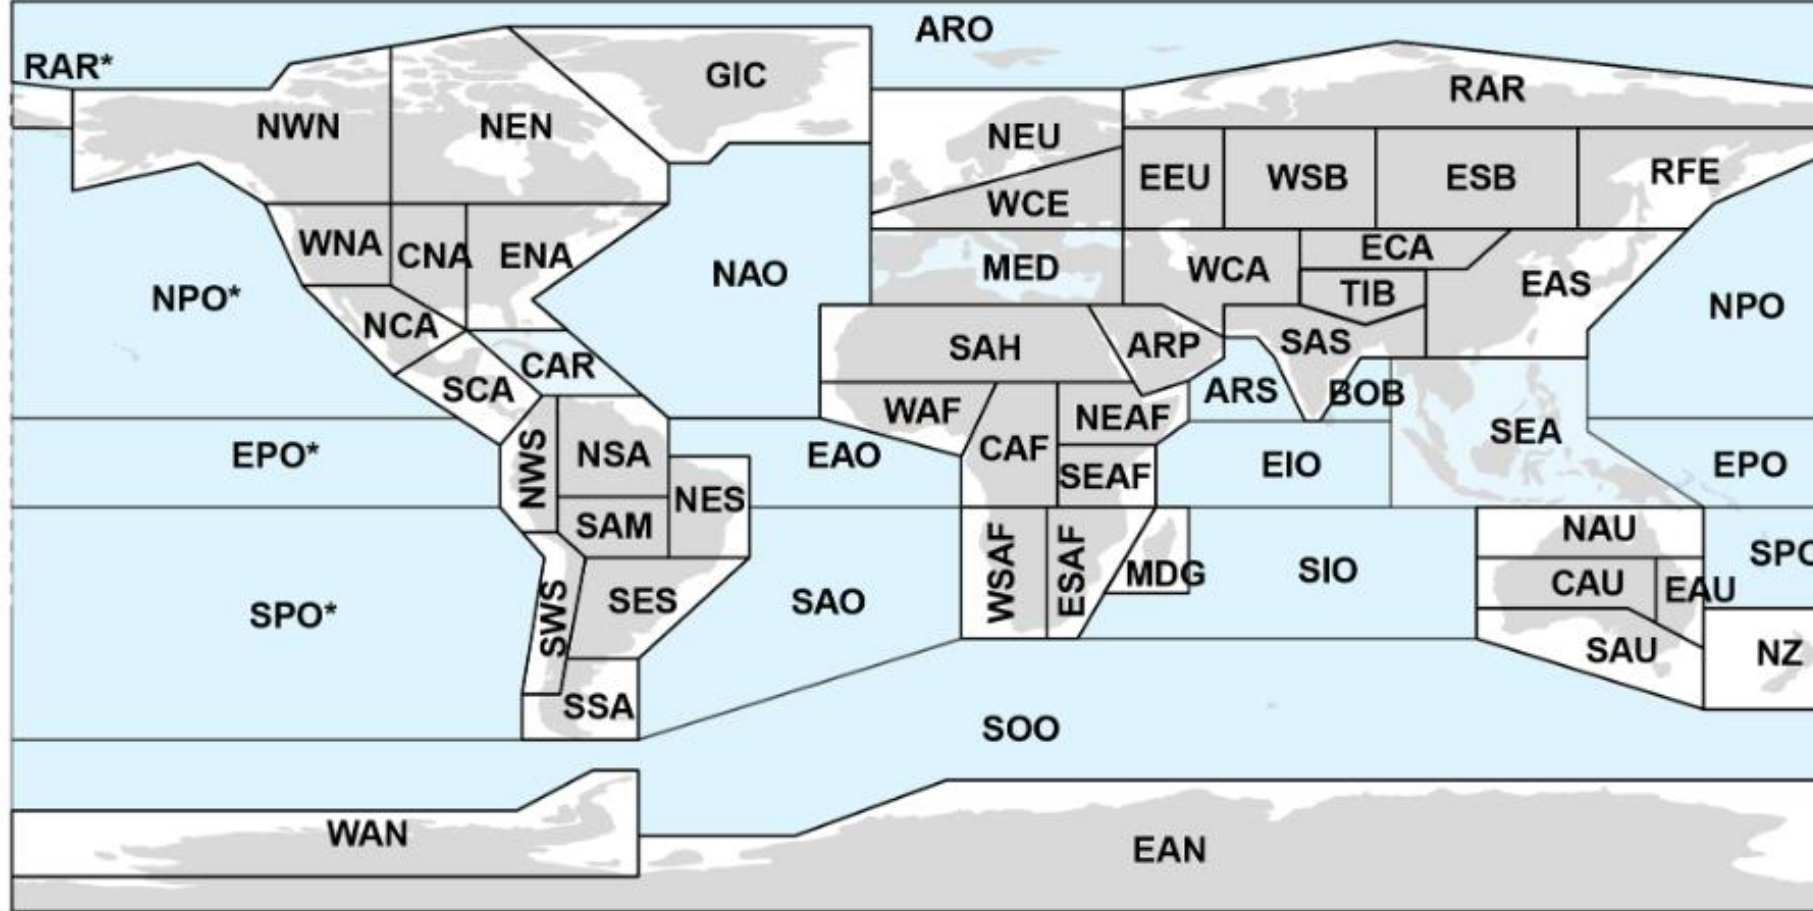 ARO
RAR*
GIC
RAR
NWN
NEN
NEU
EEU
WSB
ESB
RFE
WCE
WNA
CNA
ENA
NAO
MED
WCA
ECA
TIB
EAS
NPO*
NPO
NCA
CAR
SCA
SAH
ARP
SAS
ARS
BOB
WAF
NEAF
CAF
SEAF
SEA
EPO*
NWS
NSA
EAO
EIO
EPO
NES
SAM
NAU
SPO
WSAF
ESAF
MDG
SIO
CAU
EAU
SPO*
SWS
SES
SAO
SAU
NZ
SSA
SOO
WAN
EAN